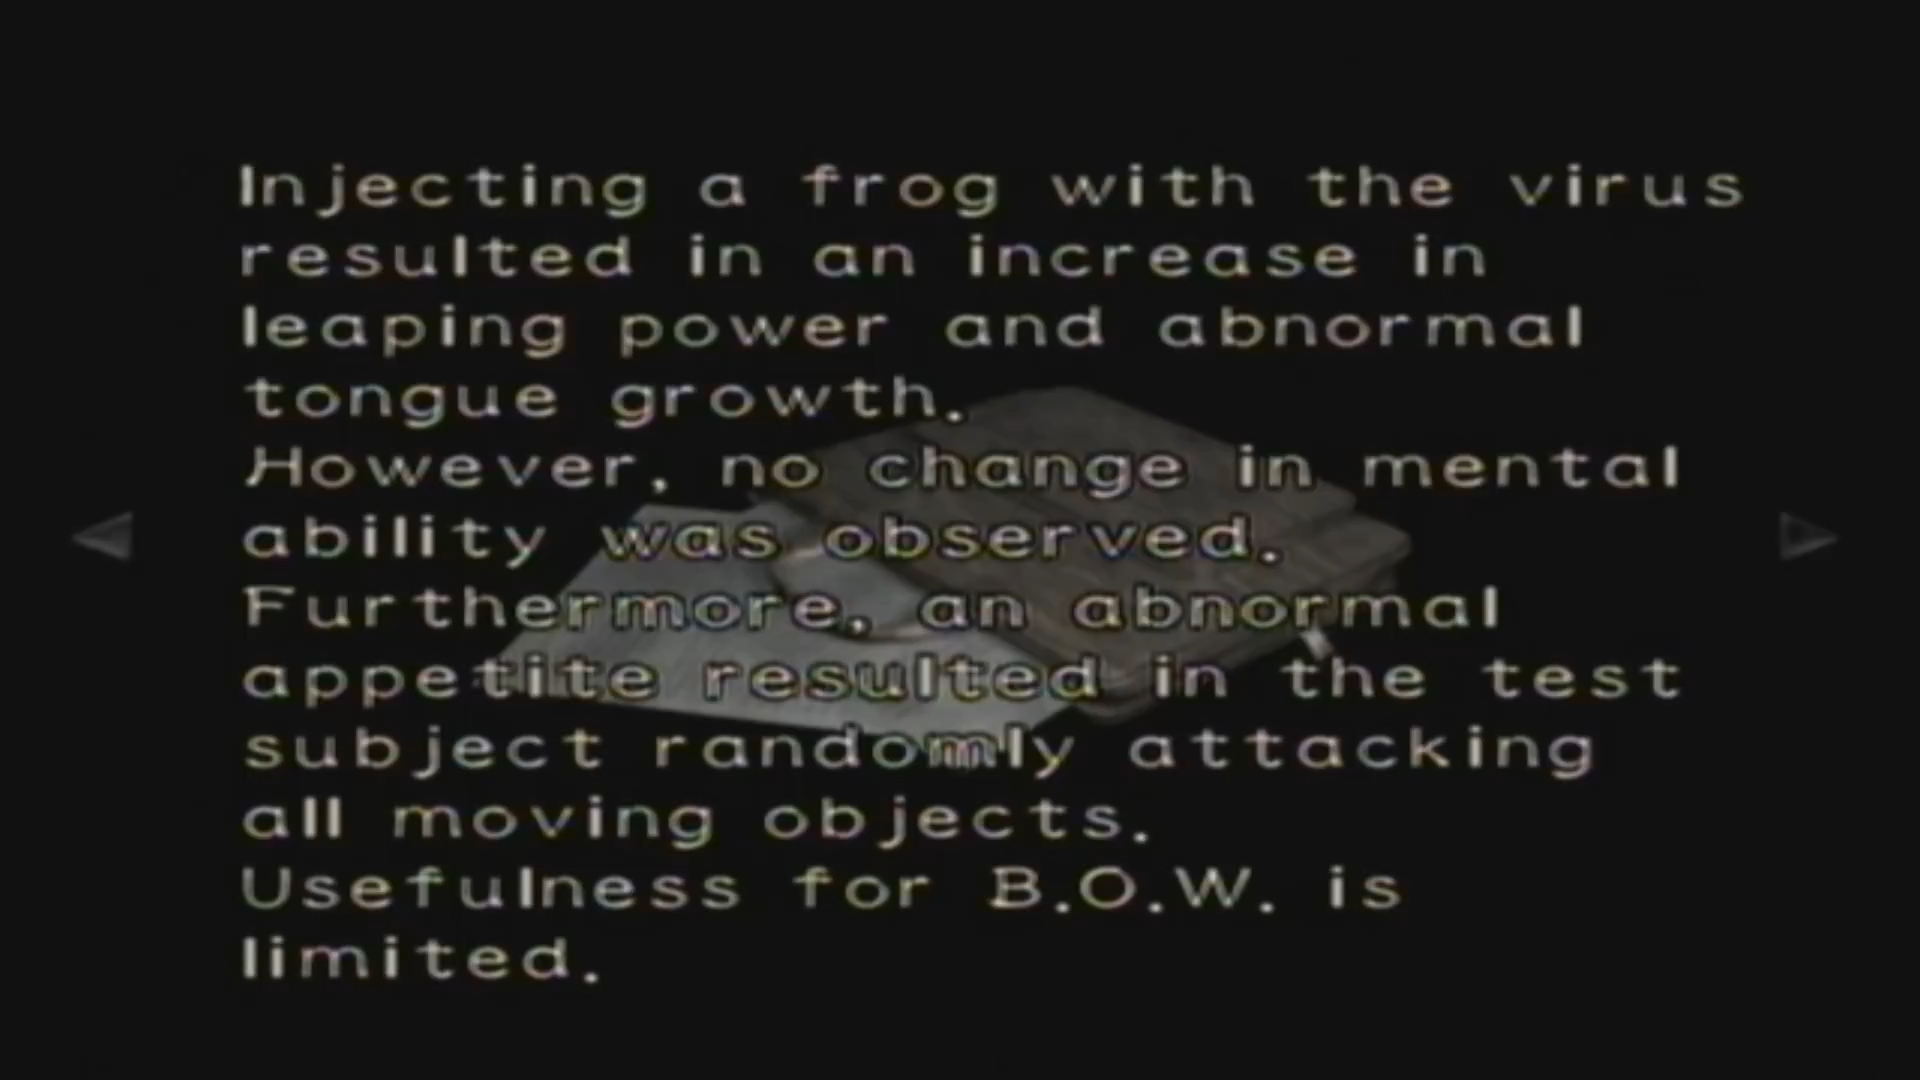 Injecting a frog with the virus
resulted in an increase in
leaping power and abnormal
tongue growth.
However, no change in mental
ability was observed.
Furthermore, an abnormal
appetite resulted in the test
subject randomly attacking
all moving objects.
Usefulness for B.O.W. is
limited.